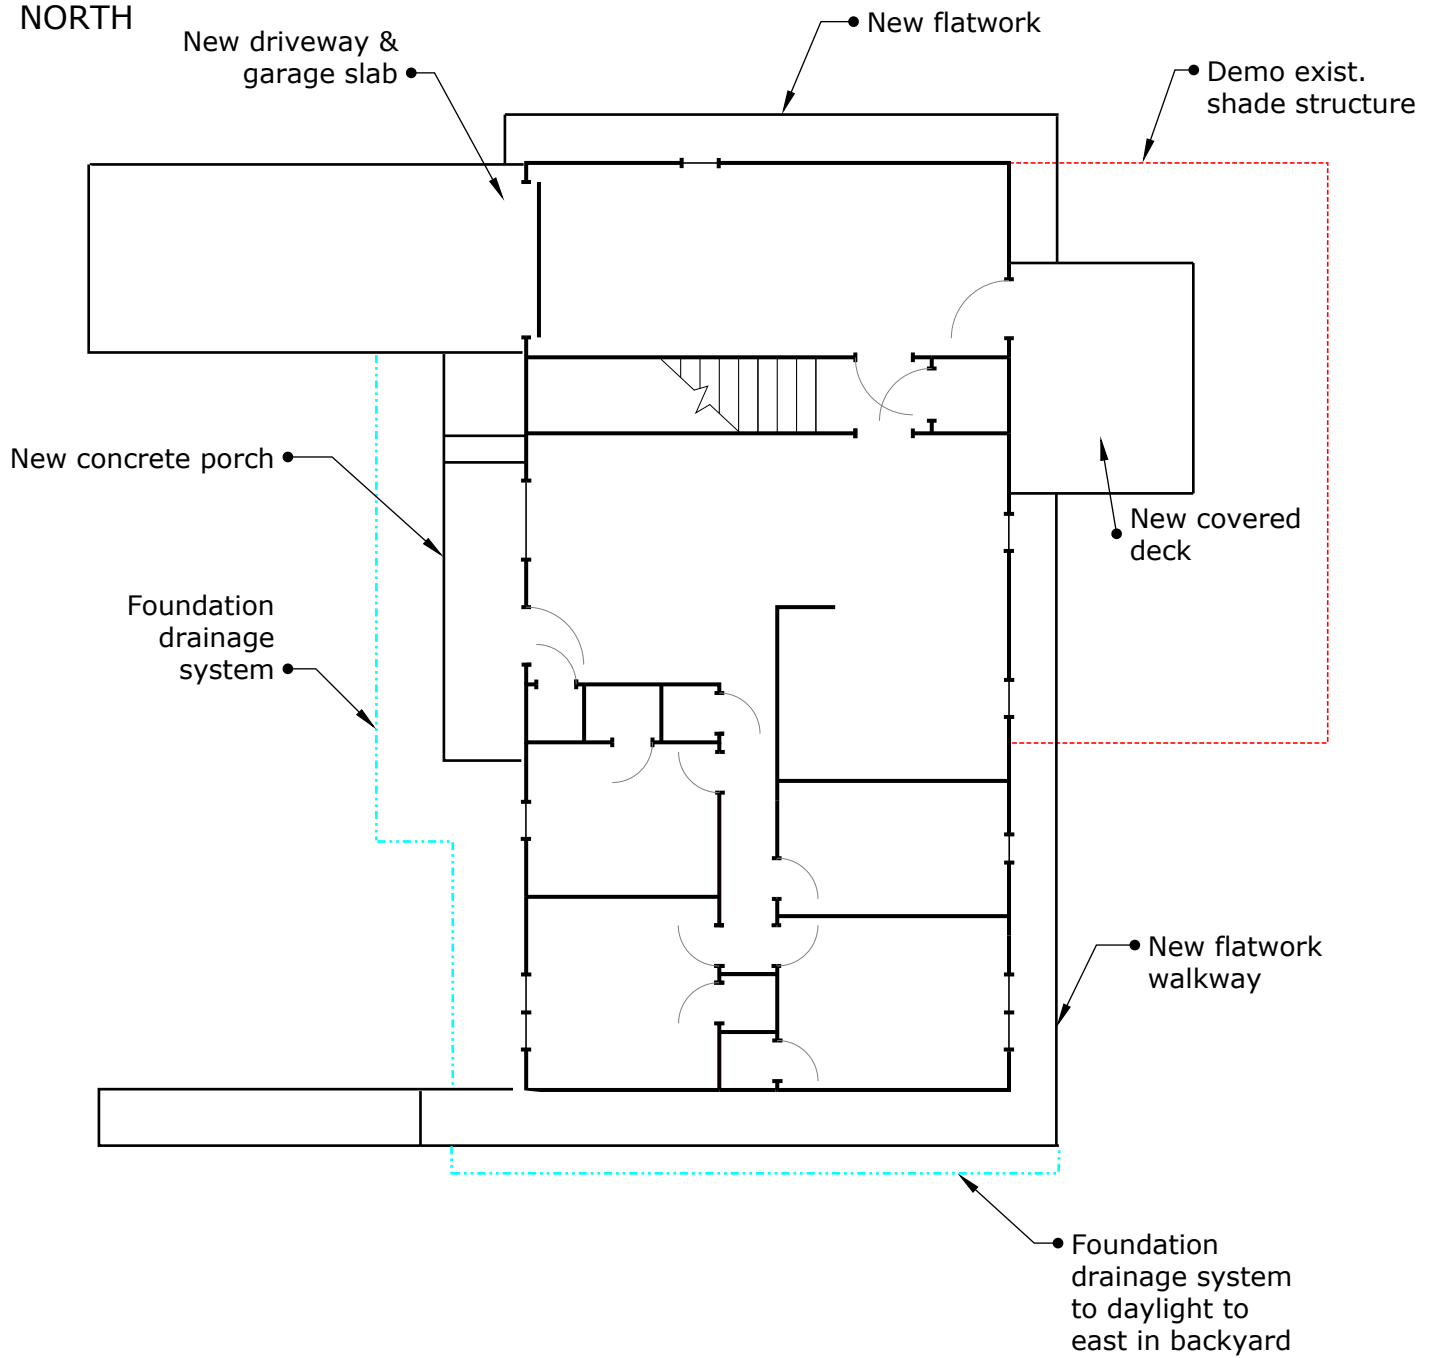 NORTH
New driveway &
garage slab
New flatwork
Demo exist.
shade structure
New concrete porch
New covered
deck
Foundation
drainage
system
New flatwork
walkway
Foundation
drainage system
to daylight to
east in backyard